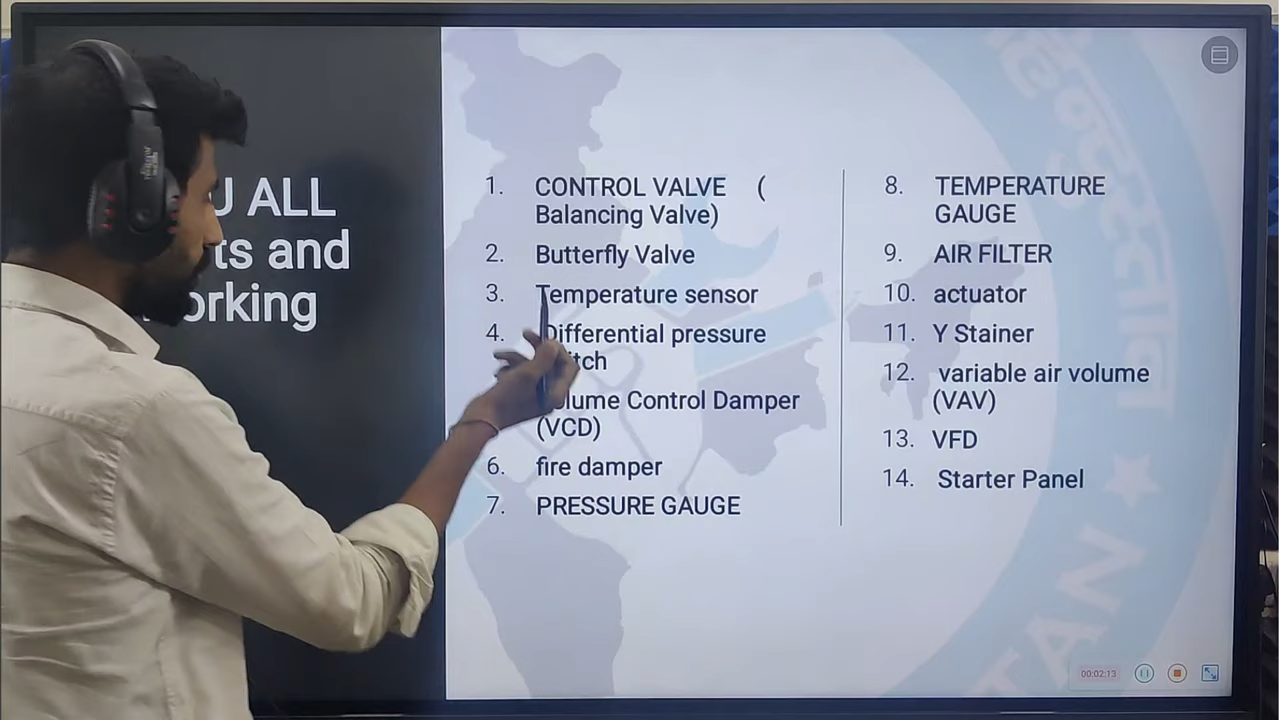 U ALL
ts and
orking
1. CONTROL VALVE (
Balancing Valve)
2. Butterfly Valve
3. Temperature sensor
4. Differential pressure
itch
olume Control Damper
(VCD)
6. fire damper
7. PRESSURE GAUGE
8. TEMPERATURE
GAUGE
9. AIR FILTER
10. actuator
11. Y Stainer
12. variable air volume
(VAV)
13. VFD
14. Starter Panel
TAN
00:02:13